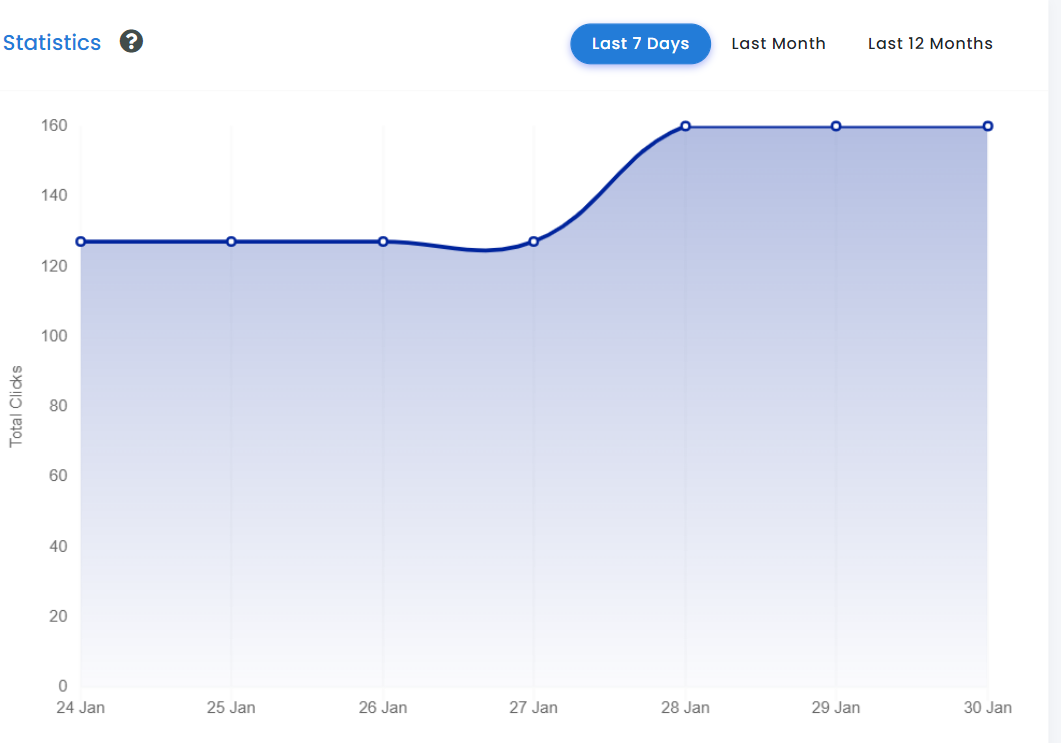 Statistics ?
Last 7 Days
Last Month
Last 12 Months
160
140
120
100
80
60
40
20
0
Total Clicks
24 Jan
25 Jan
26 Jan
27 Jan
28 Jan
29 Jan
30 Jan